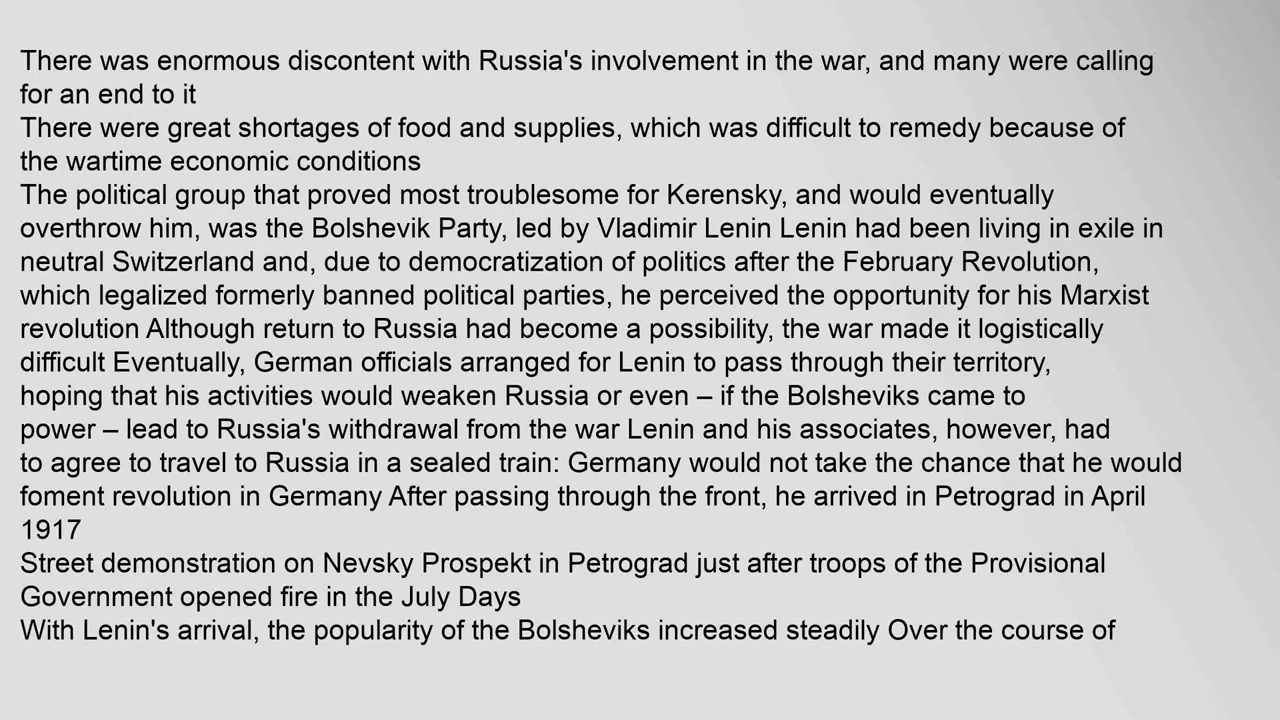 There was enormous discontent with Russia's involvement in the war, and many were calling
for an end to it
There were great shortages of food and supplies, which was difficult to remedy because of
the wartime economic conditions
The political group that proved most troublesome for Kerensky, and would eventually
overthrow him, was the Bolshevik Party, led by Vladimir Lenin Lenin had been living in exile in
neutral Switzerland and, due to democratization of politics after the February Revolution,
which legalized formerly banned political parties, he perceived the opportunity for his Marxist
revolution Although return to Russia had become a possibility, the war made it logistically
difficult Eventually, German officials arranged for Lenin to pass through their territory,
hoping that his activities would weaken Russia or even – if the Bolsheviks came to
power – lead to Russia's withdrawal from the war Lenin and his associates, however, had
to agree to travel to Russia in a sealed train: Germany would not take the chance that he would
foment revolution in Germany After passing through the front, he arrived in Petrograd in April
1917
Street demonstration on Nevsky Prospekt in Petrograd just after troops of the Provisional
Government opened fire in the July Days
With Lenin's arrival, the popularity of the Bolsheviks increased steadily Over the course of